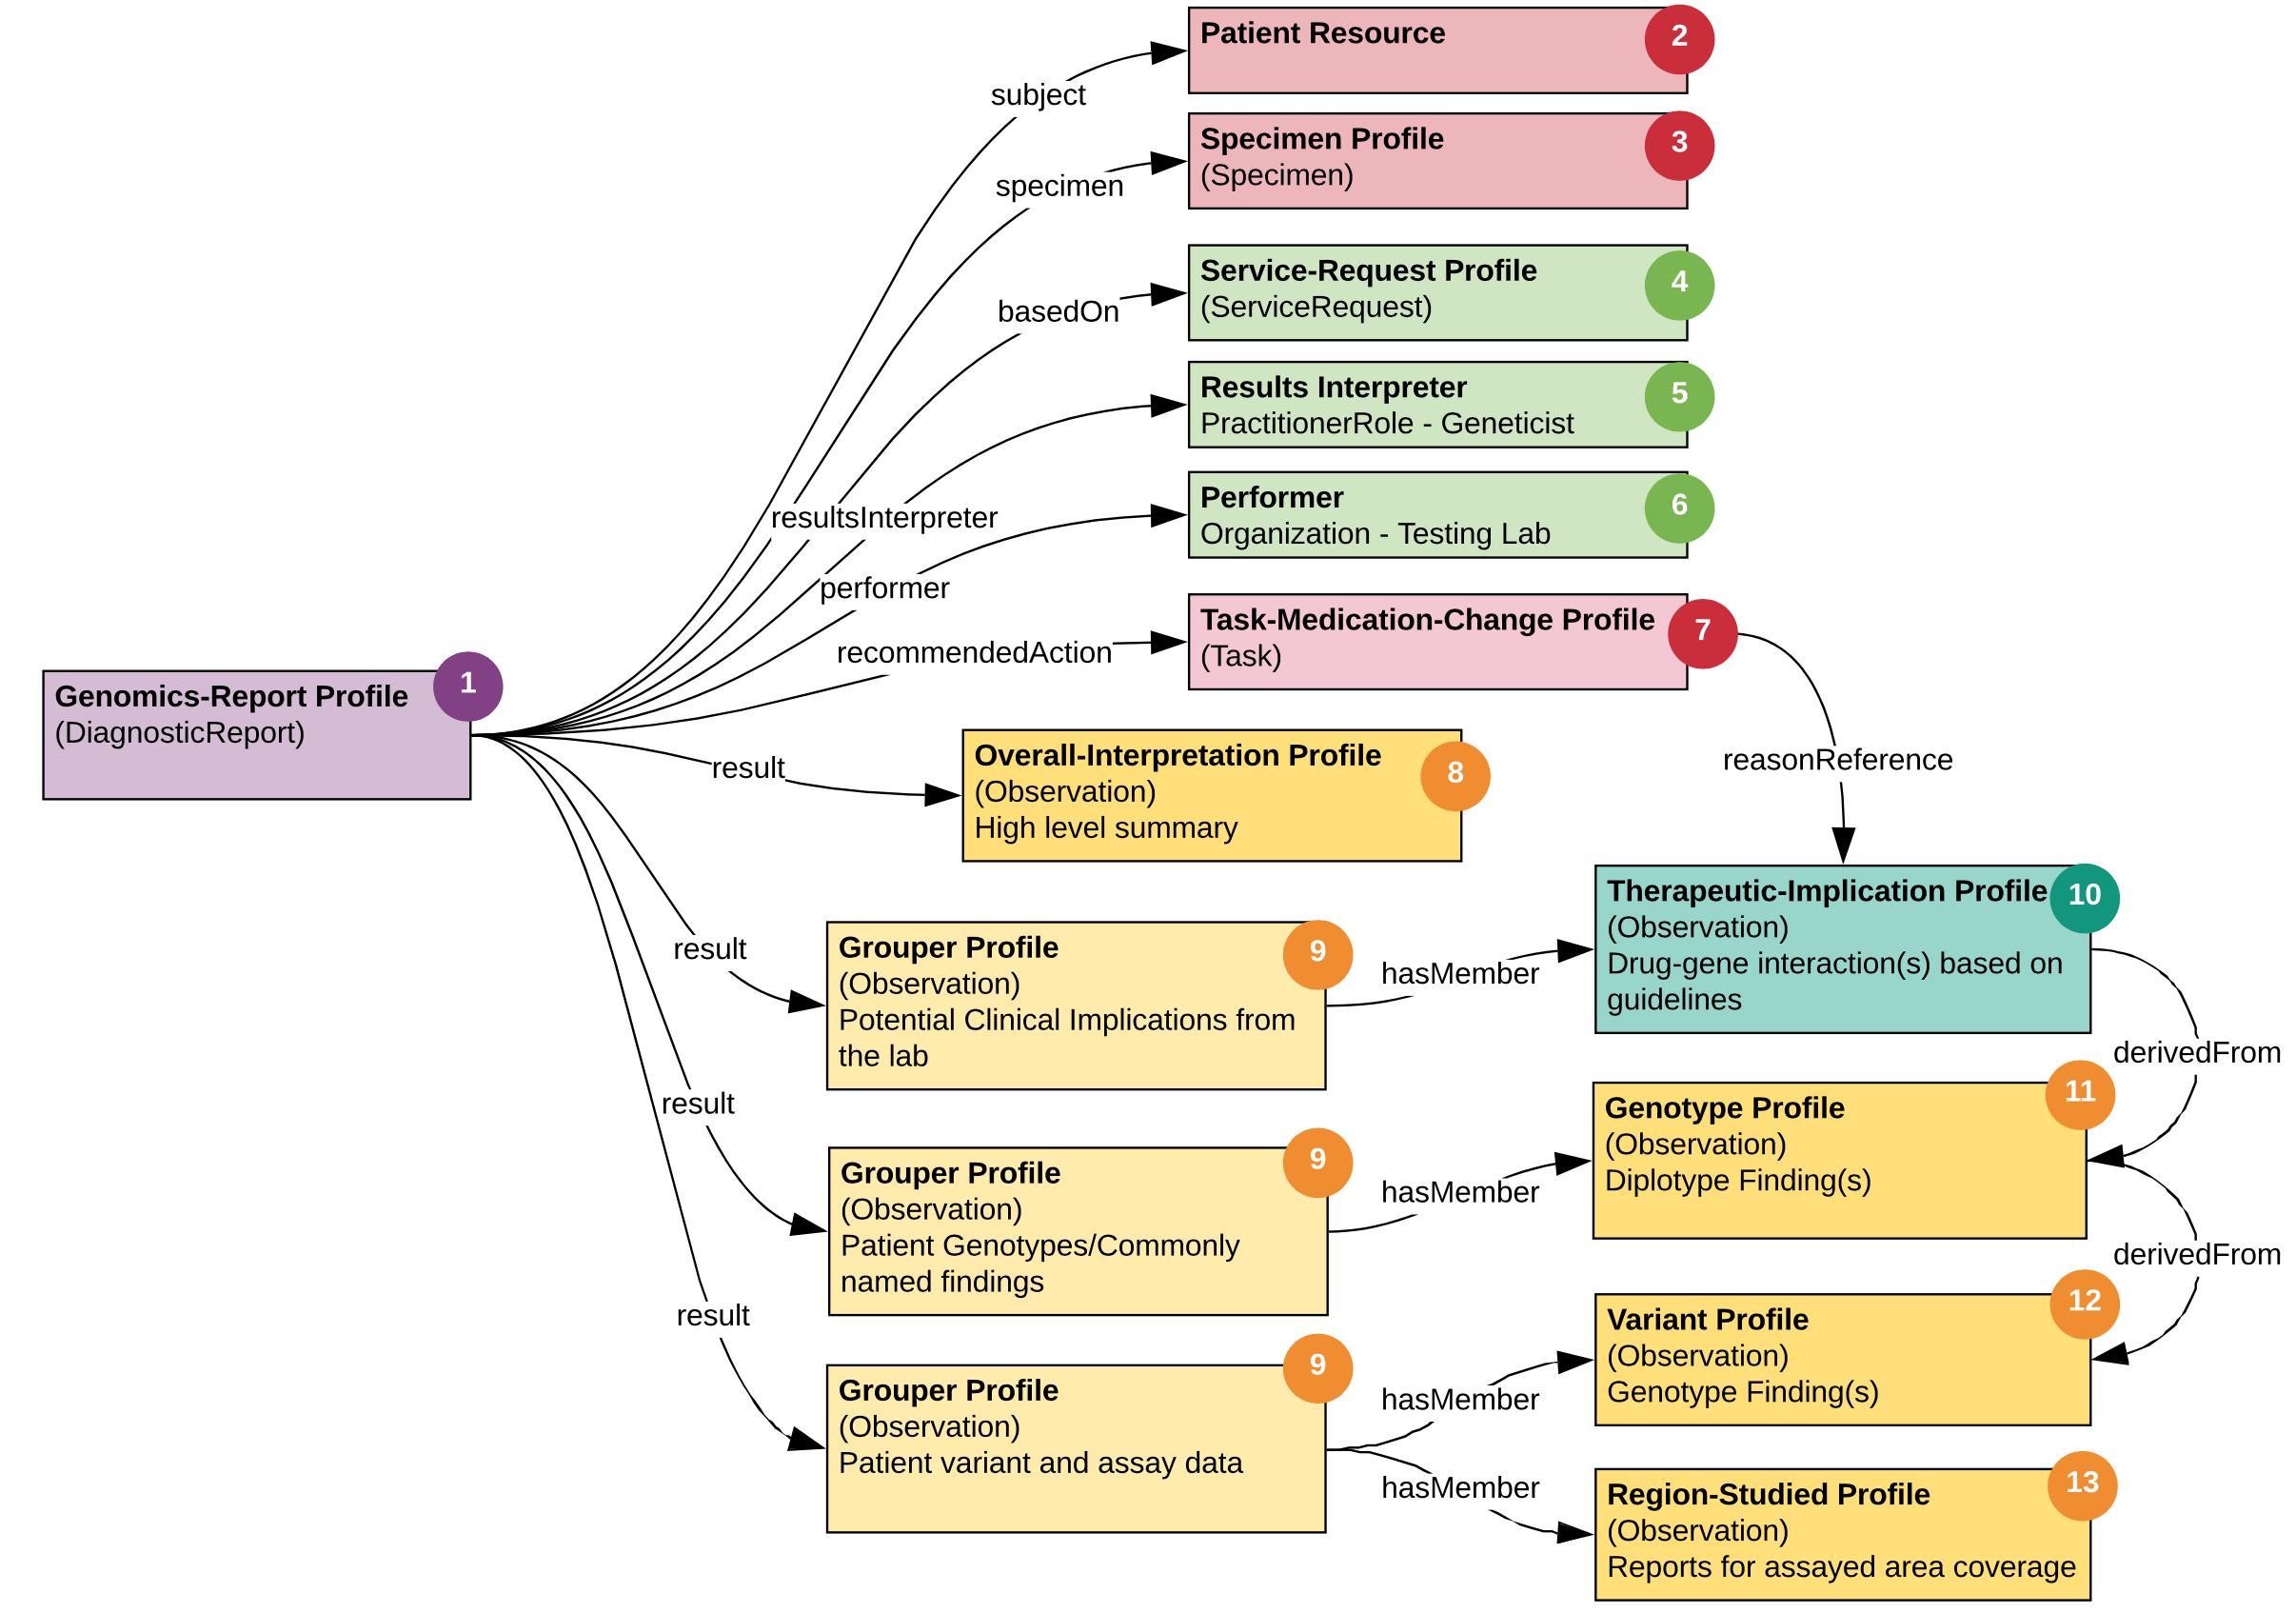 Patient Resource
2
subject
Specimen Profile
(Specimen)
3
specimen
Service-Request Profile
(ServiceRequest)
4
basedOn
Results Interpreter
PractitionerRole - Geneticist
5
resultsInterpreter
Performer
Organization - Testing Lab
6
performer
Task-Medication-Change Profile
(Task)
7
recommendedAction
Genomics-Report Profile
(DiagnosticReport)
1
reasonReference
result
Overall-Interpretation Profile
(Observation)
High level summary
8
result
Grouper Profile
(Observation)
Potential Clinical Implications from
the lab
9
hasMember
Therapeutic-Implication Profile
(Observation)
Drug-gene interaction(s) based on
guidelines
10
derivedFrom
result
Grouper Profile
(Observation)
Patient Genotypes/Commonly
named findings
9
hasMember
Genotype Profile
(Observation)
Diplotype Finding(s)
11
derivedFrom
result
Grouper Profile
(Observation)
Patient variant and assay data
9
hasMember
Variant Profile
(Observation)
Genotype Finding(s)
12
hasMember
Region-Studied Profile
(Observation)
Reports for assayed area coverage
13